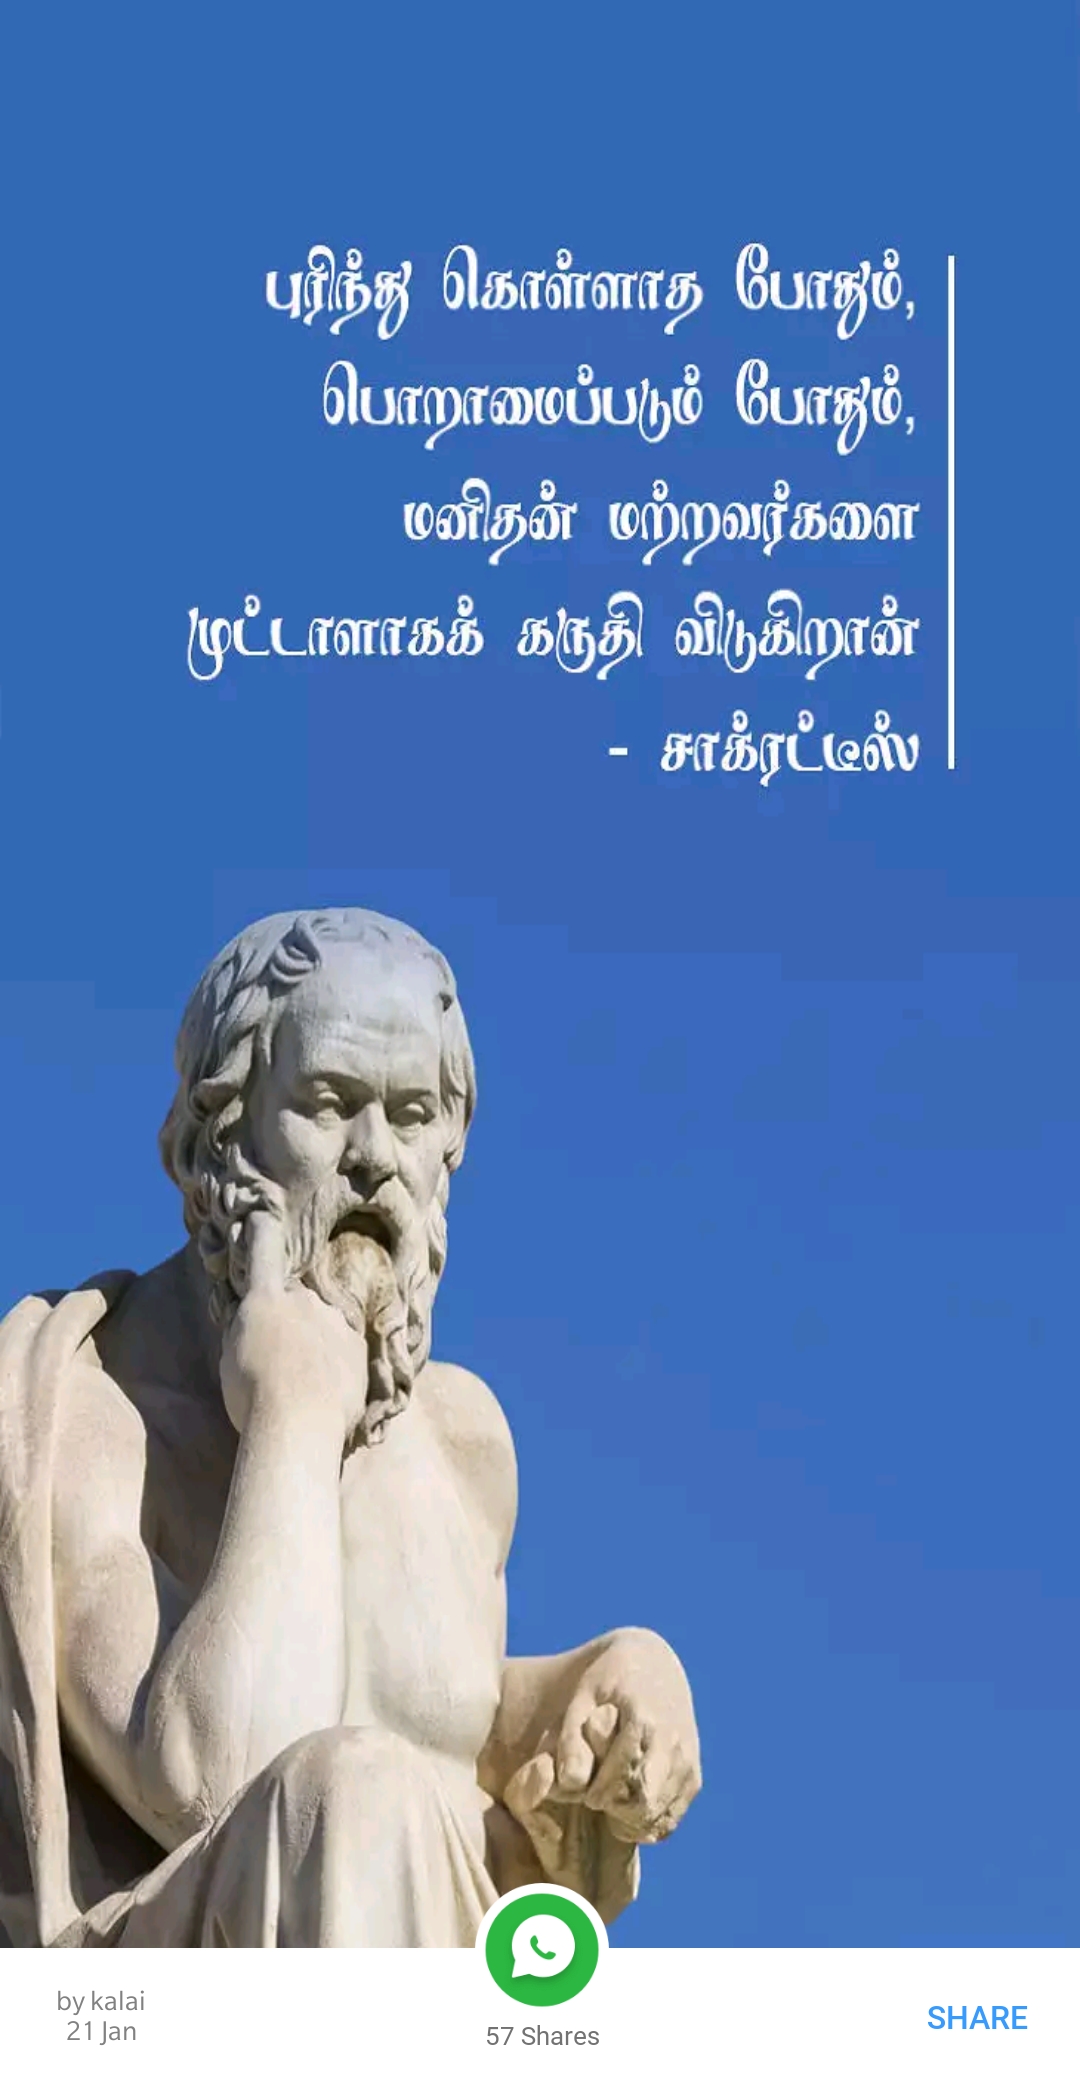 புரிந்து கொள்ளாத போதும்,
பொறாமைப்படும் போதும்,
மனிதன் மற்றவர்களை
முட்டாளாகக் கருதி விடுகிறான்
- சாக்ரட்டீஸ்
by kalai
21 Jan
57 Shares
SHARE